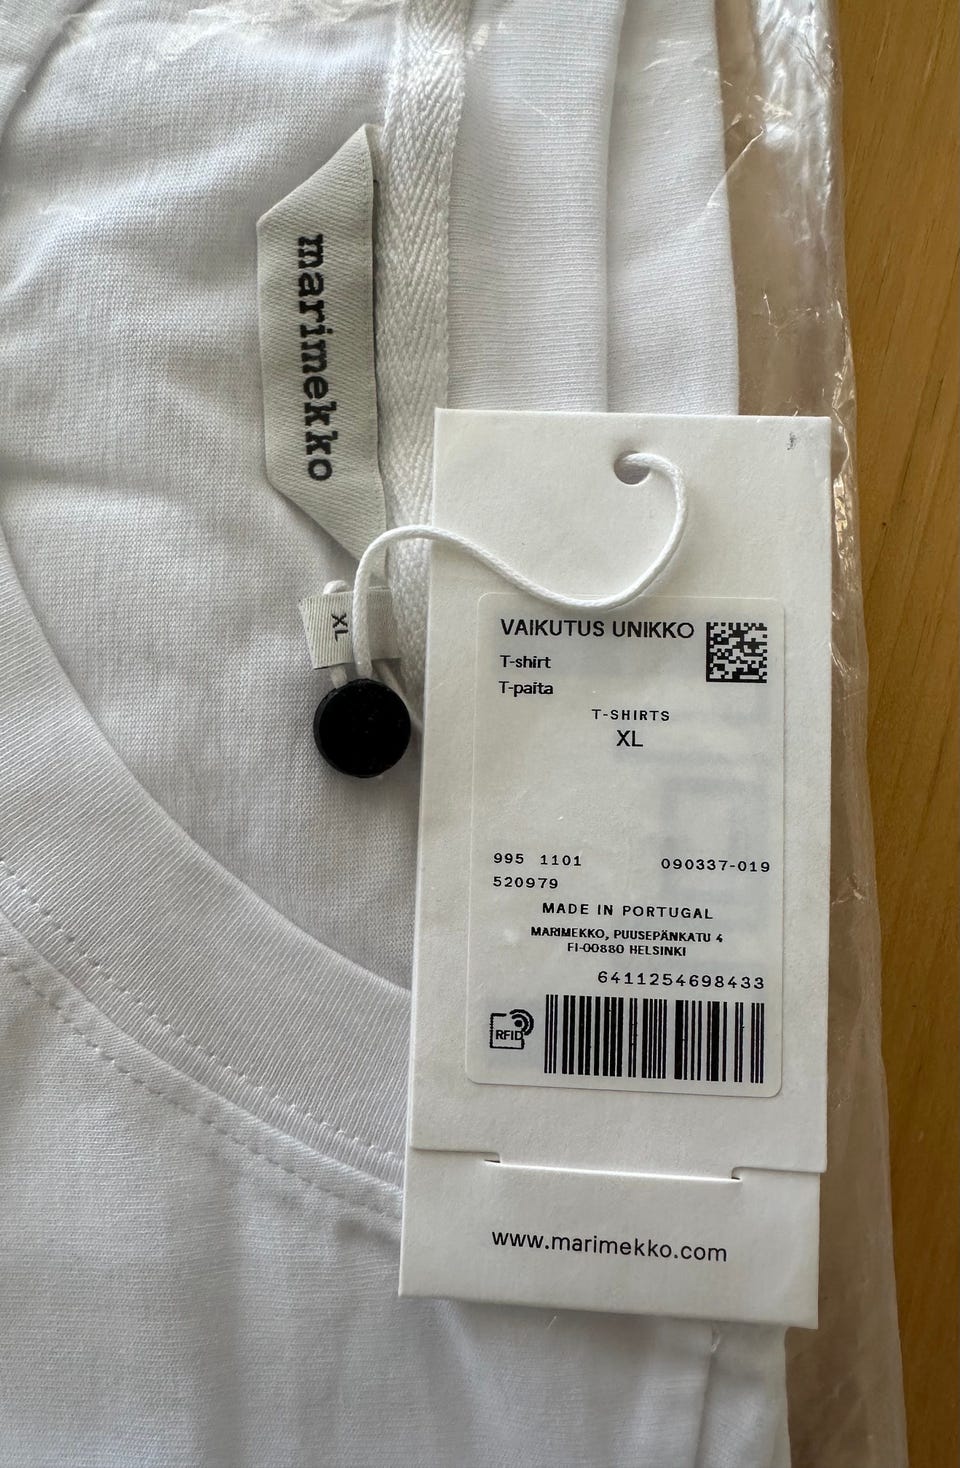 marimekko
XL
VAIKUTUS UNIKKO
T-shirt
T-paita
T-SHIRTS
XL
995 1101 090337-019
520979
MADE IN PORTUGAL
MARIMEKKO, PUUSEPÄNKATU 4
FI-00880 HELSINKI
6411254698433
RFID
www.marimekko.com